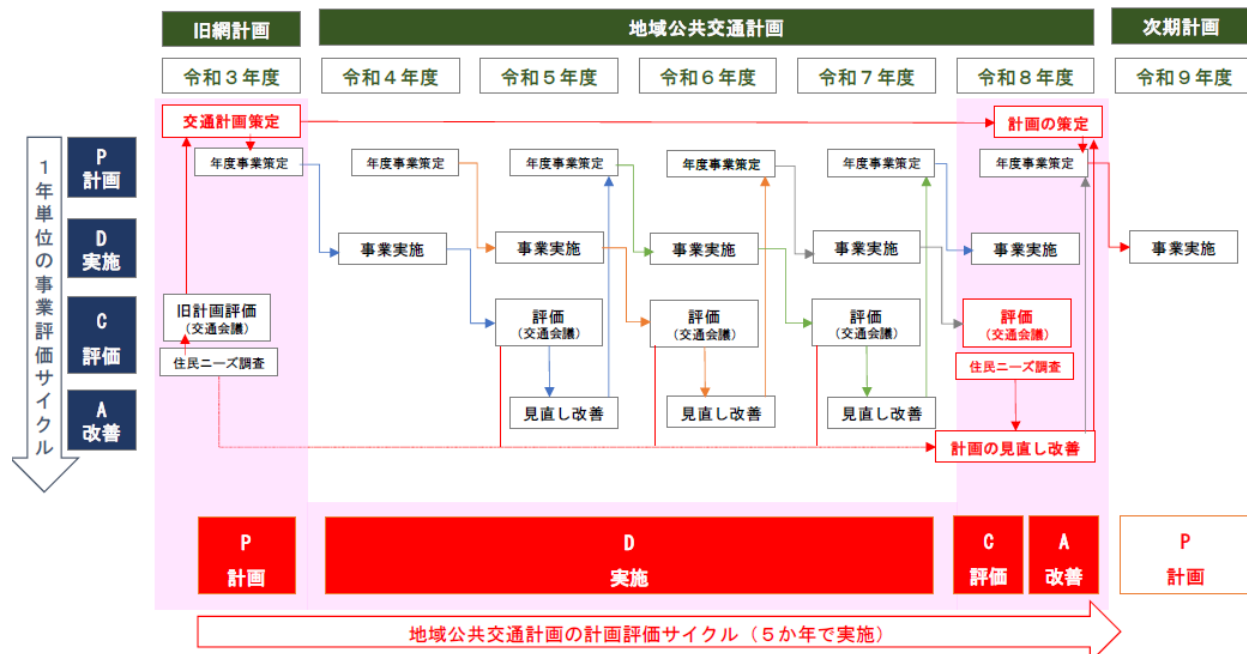 旧網計画
地域公共交通計画
次期計画
令和３年度
令和４年度
令和５年度
令和６年度
令和７年度
令和８年度
令和９年度
１年単位の事業評価サイクル
P
計画
D
実施
C
評価
A
改善
交通計画策定
計画の策定
年度事業策定
年度事業策定
年度事業策定
年度事業策定
年度事業策定
年度事業策定
事業実施
事業実施
事業実施
事業実施
事業実施
事業実施
旧計画評価
(交通会議)
評価
(交通会議)
評価
(交通会議)
評価
(交通会議)
評価
(交通会議)
住民ニーズ調査
住民ニーズ調査
見直し改善
見直し改善
見直し改善
計画の見直し改善
P
計画
D
実施
C
評価
A
改善
P
計画
地域公共交通計画の計画評価サイクル（５か年で実施）